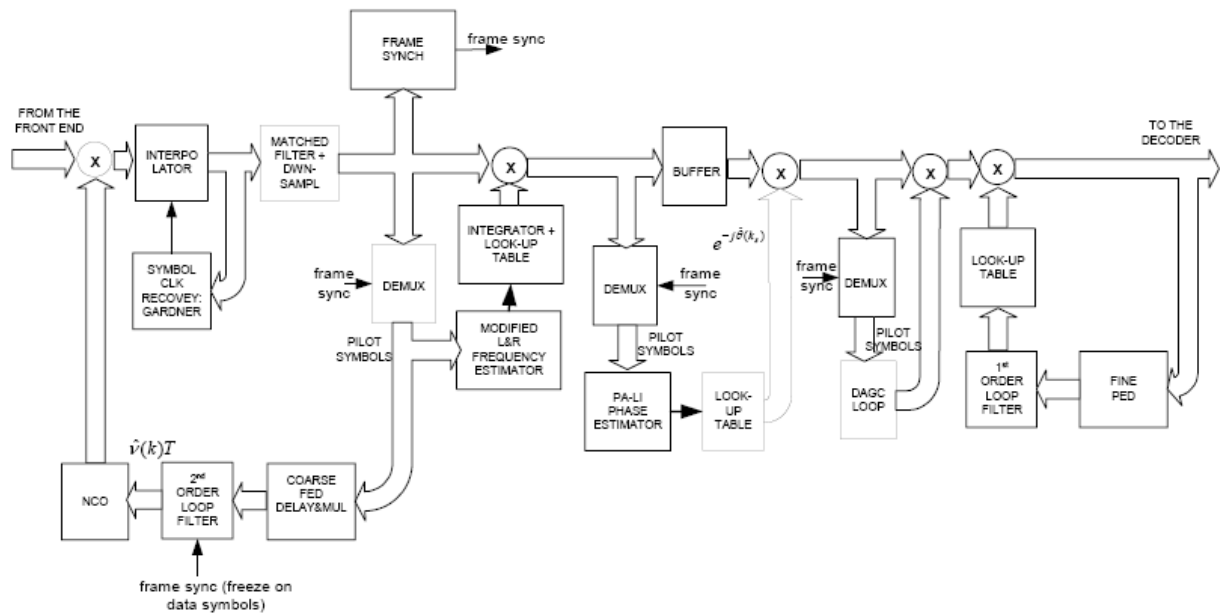 FRAME
SYNCH
frame sync
FROM THE
FRONT END
X
INTERPO
LATOR
MATCHED
FILTER +
DWN-
SAMPL
X
BUFFER
X
X
X
TO THE
DECODER
SYMBOL
CLK
RECOVEY:
GARDNER
frame
sync
DEMUX
INTEGRATOR +
LOOK-UP
TABLE
DEMUX
frame
sync
e^{-jθ̂(k_s)}
frame
sync
DEMUX
LOOK-UP
TABLE
PILOT
SYMBOLS
MODIFIED
L&R
FREQUENCY
ESTIMATOR
PILOT
SYMBOLS
PA-LI
PHASE
ESTIMATOR
LOOK-
UP
TABLE
PILOT
SYMBOLS
DAGC
LOOP
1st
ORDER
LOOP
FILTER
FINE
PED
ν̂(k)T
NCO
2nd
ORDER
LOOP
FILTER
COARSE
FED
DELAY&MUL
frame sync (freeze on
data symbols)